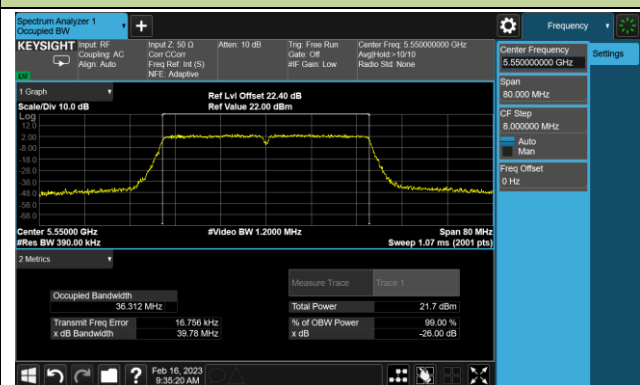 Spectrum Analyzer 1
Occupied BW
+
Frequency
KEYSIGHT
Input: RF
Coupling: AC
Align: Auto
Input Z: 50 Ω
Corr CCorr
Freq Ref: Int (S)
NFE: Adaptive
Atten: 10 dB
Trig: Free Run
Gate: Off
#IF Gain: Low
Center Freq: 5.550000000 GHz
Avg|Hold:>10/10
Radio Std: None
LXI
Center Frequency
5.550000000 GHz
Settings
Span
80.000 MHz
CF Step
8.000000 MHz
Auto
Man
Freq Offset
0 Hz
1 Graph
Scale/Div 10.0 dB
Ref Lvl Offset 22.40 dB
Ref Value 22.00 dBm
Log
12.0
2.00
-8.00
-18.0
-28.0
-38.0
-48.0
-58.0
-68.0
Center 5.55000 GHz
#Res BW 390.00 kHz
#Video BW 1.2000 MHz
Span 80 MHz
Sweep 1.07 ms (2001 pts)
2 Metrics
Measure Trace
Trace 1
Occupied Bandwidth
36.312 MHz
Total Power
21.7 dBm
Transmit Freq Error
16.756 kHz
% of OBW Power
99.00 %
x dB Bandwidth
39.78 MHz
x dB
-26.00 dB
?
Feb 16, 2023
9:35:20 AM